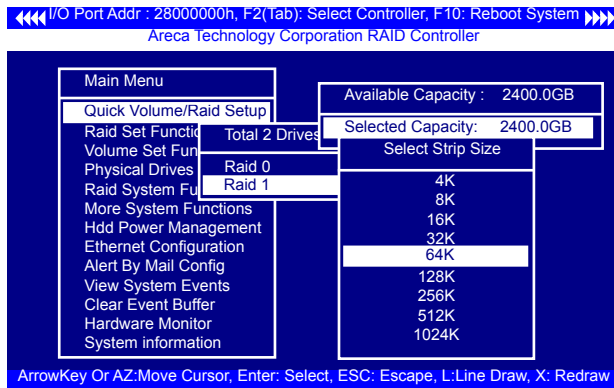 I/O Port Addr : 28000000h, F2(Tab): Select Controller, F10: Reboot System
Areca Technology Corporation RAID Controller
Main Menu
Quick Volume/Raid Setup
Raid Set Functio
Volume Set Fun
Physical Drives
Raid System Fu
More System Functions
Hdd Power Management
Ethernet Configuration
Alert By Mail Config
View System Events
Clear Event Buffer
Hardware Monitor
System information
Total 2 Drives
Raid 0
Raid 1
Available Capacity : 2400.0GB
Selected Capacity: 2400.0GB
Select Strip Size
4K
8K
16K
32K
64K
128K
256K
512K
1024K
ArrowKey Or AZ:Move Cursor, Enter: Select, ESC: Escape, L:Line Draw, X: Redraw